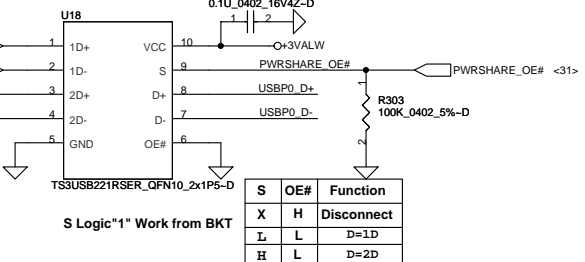 0.1U_0402_16V4Z~D
U18
1 2
1 1D+ VCC 10 +3VALW
2 1D- S 9 PWRSHARE_OE# PWRSHARE_OE# <31>
3 2D+ D+ 8 USBP0_D+
4 2D- D- 7 USBP0_D-
5 GND OE# 6
1
R303
100K_0402_5%~D
2
TS3USB221RSER_QFN10_2x1P5~D
S Logic"1" Work from BKT
S OE# Function
X H Disconnect
L L D=1D
H L D=2D